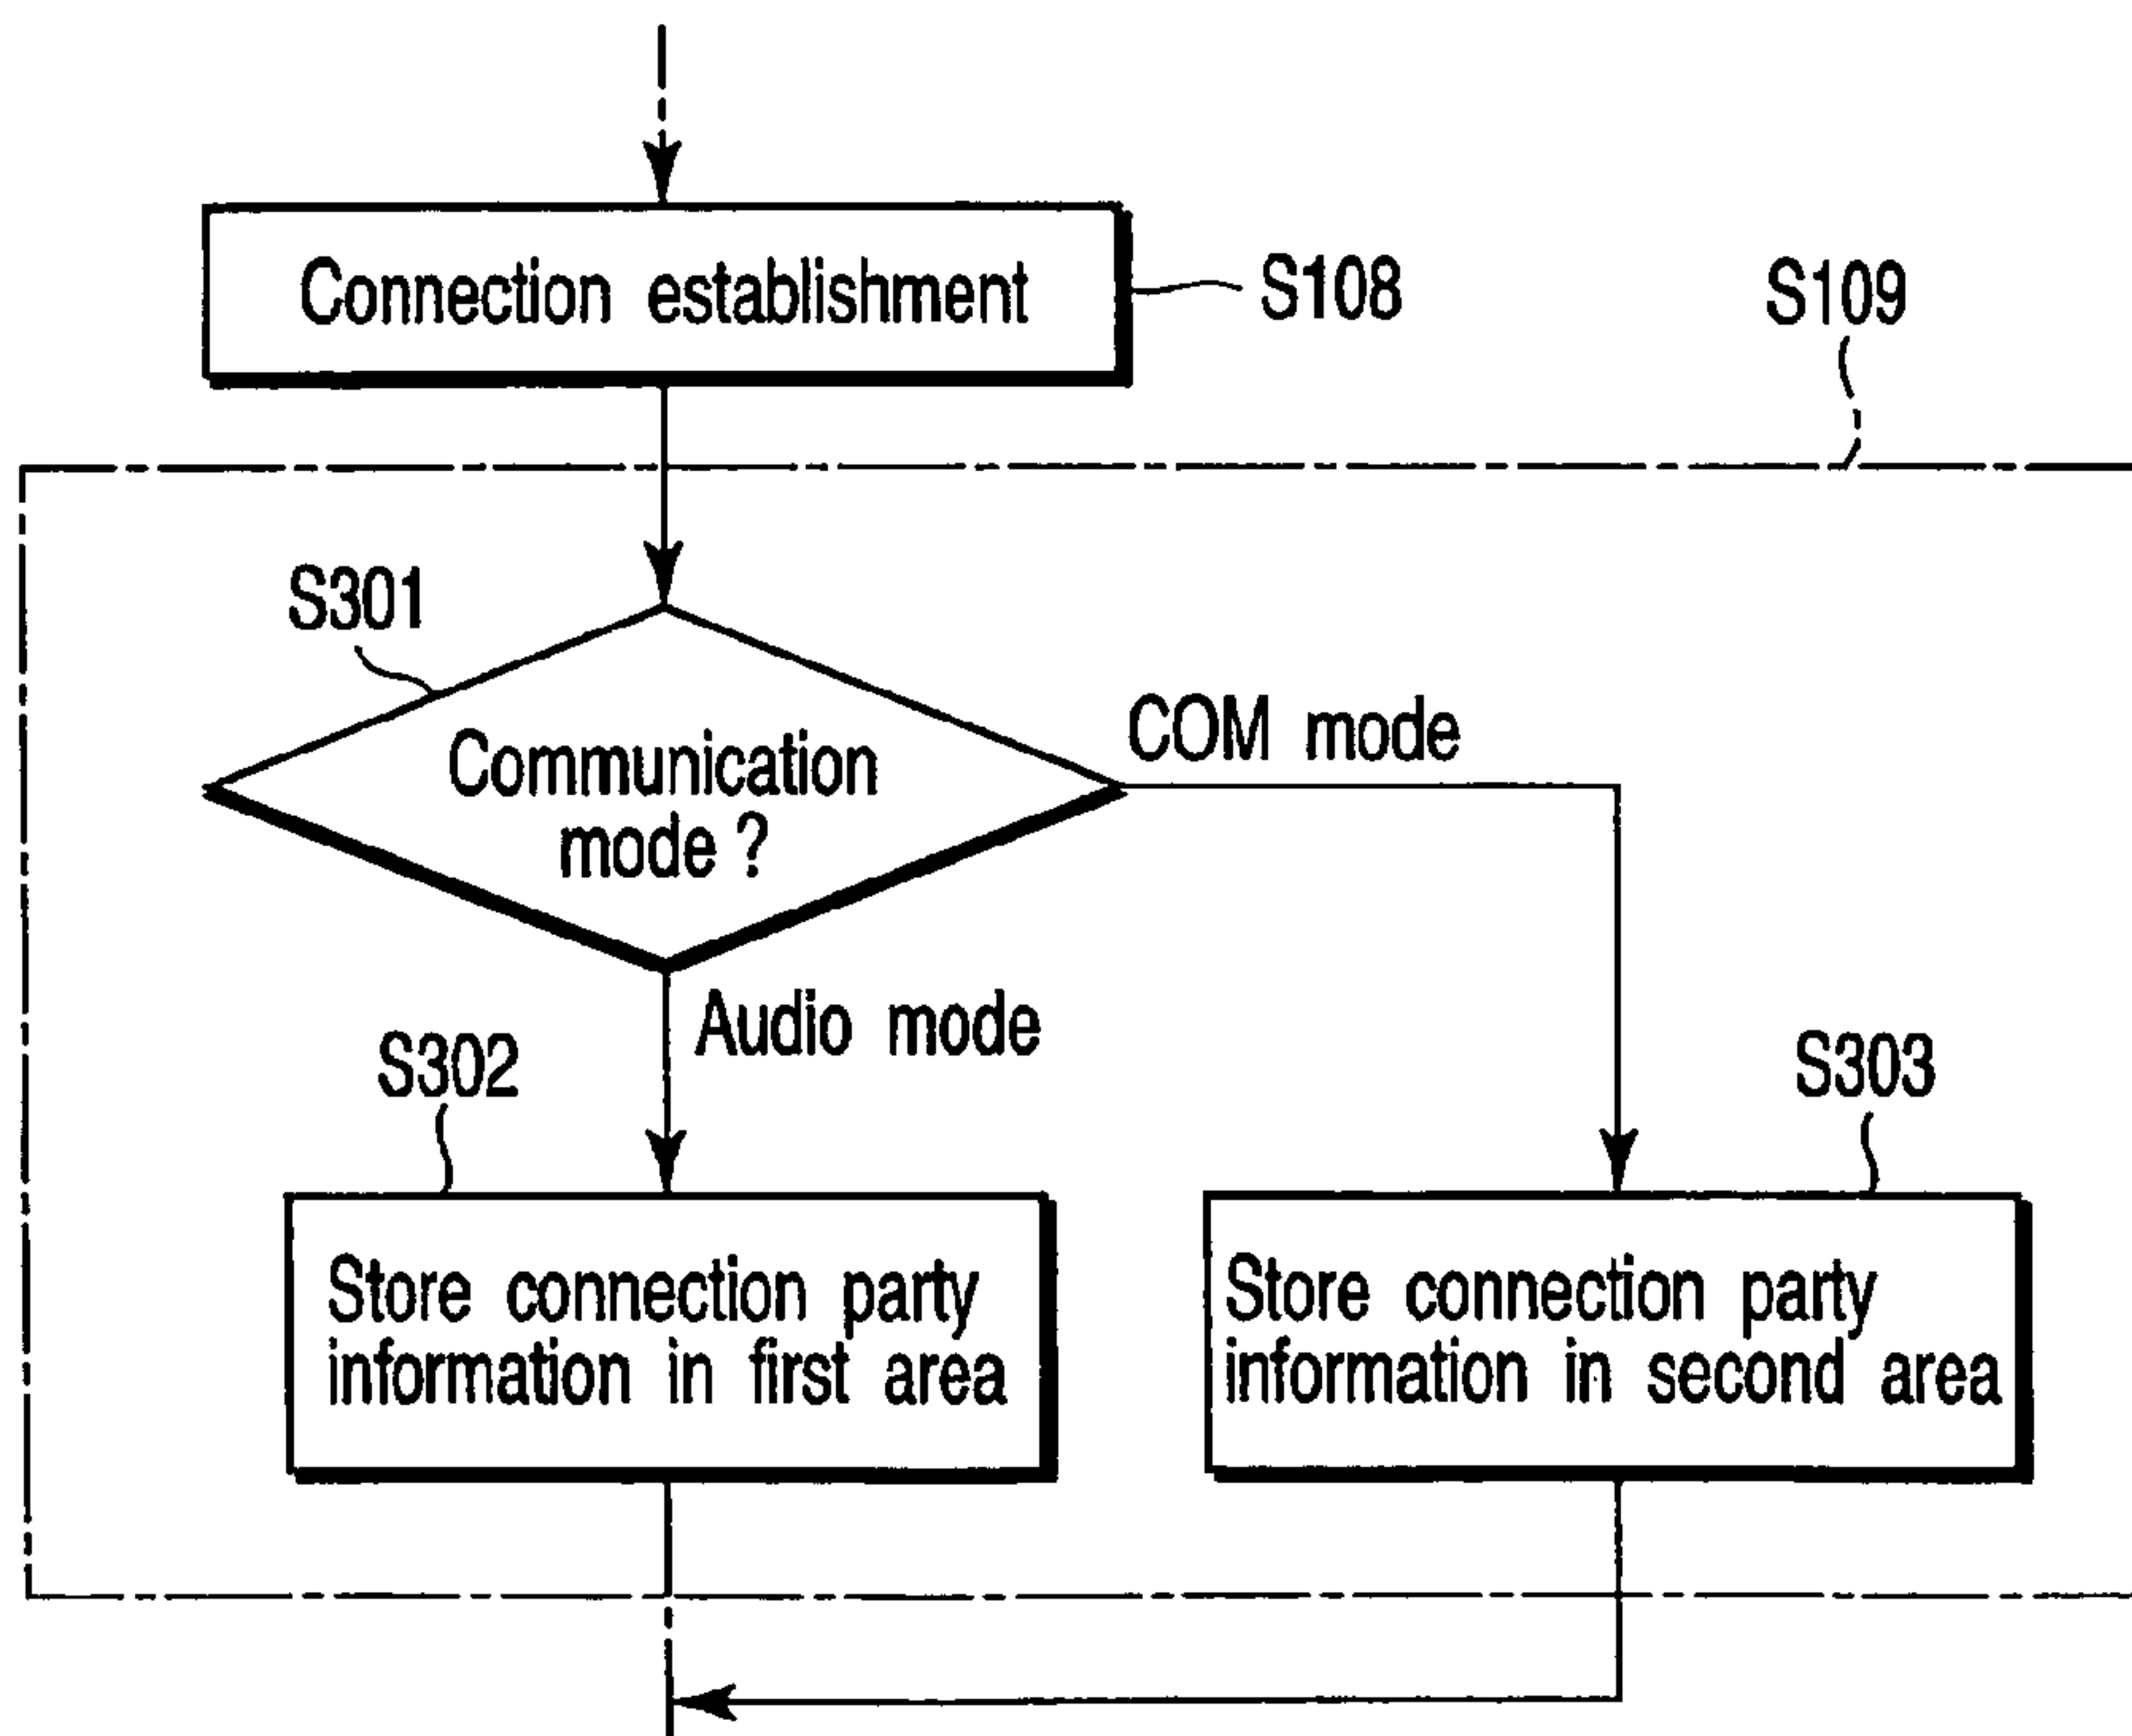 Connection establishment
S108
S109
S301
Communication
mode ?
COM mode
Audio mode
S302
S303
Store connection party
information in first area
Store connection party
information in second area